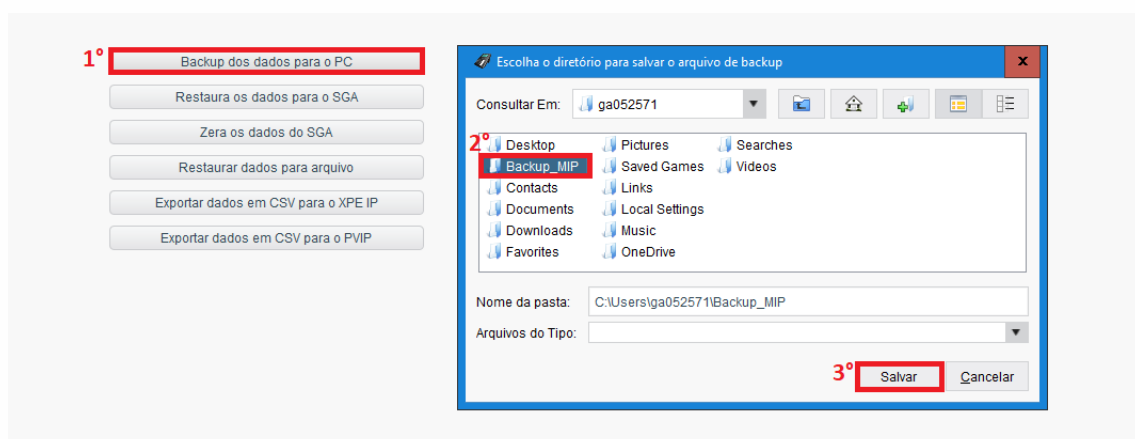 1°
Backup dos dados para o PC
Restaura os dados para o SGA
Zera os dados do SGA
Restaurar dados para arquivo
Exportar dados em CSV para o XPE IP
Exportar dados em CSV para o PVIP
Escolha o diretório para salvar o arquivo de backup
x
Consultar Em: ga052571
2°
Desktop Pictures Searches
Backup_MIP Saved Games Videos
Contacts Links
Documents Local Settings
Downloads Music
Favorites OneDrive
Nome da pasta: C:\Users\ga052571\Backup_MIP
Arquivos do Tipo:
3° Salvar Cancelar